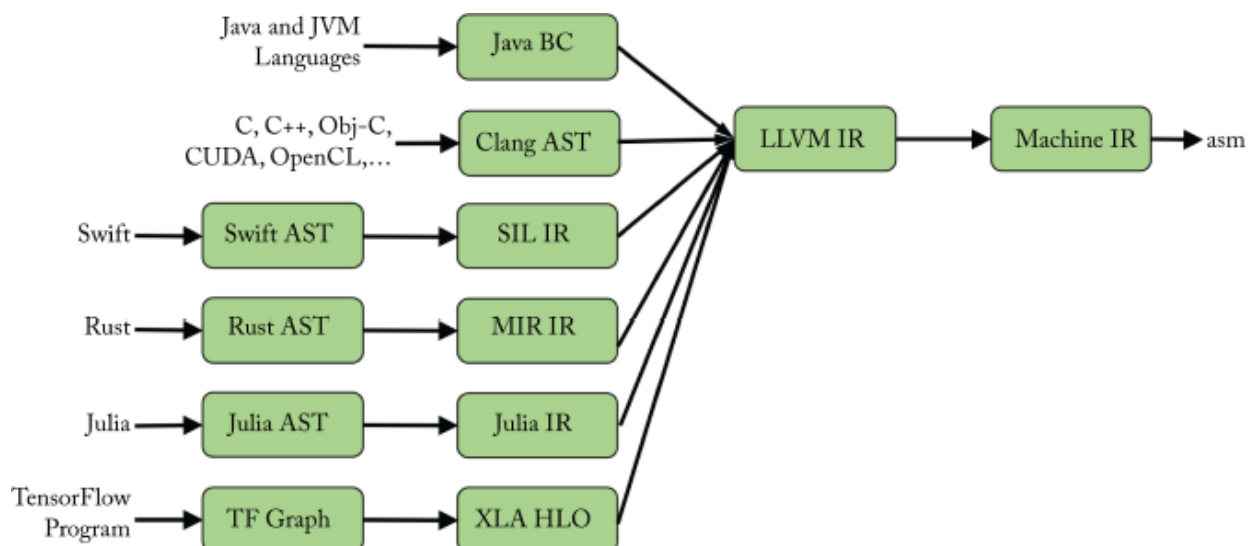 Java and JVM
Languages
Java BC
C, C++, Obj-C,
CUDA, OpenCL,...
Clang AST
LLVM IR
Machine IR
asm
Swift
Swift AST
SIL IR
Rust
Rust AST
MIR IR
Julia
Julia AST
Julia IR
TensorFlow
Program
TF Graph
XLA HLO